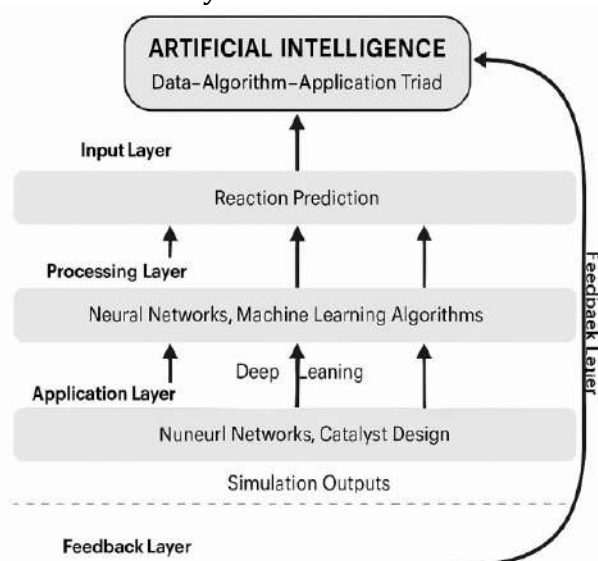 ARTIFICIAL INTELLIGENCE
Data–Algorithm–Application Triad
Input Layer
Reaction Prediction
Processing Layer
Neural Networks, Machine Learning Algorithms
Deep Leaning
Application Layer
Nuneurl Networks, Catalyst Design
Simulation Outputs
Feedback Layer
Feedbaek